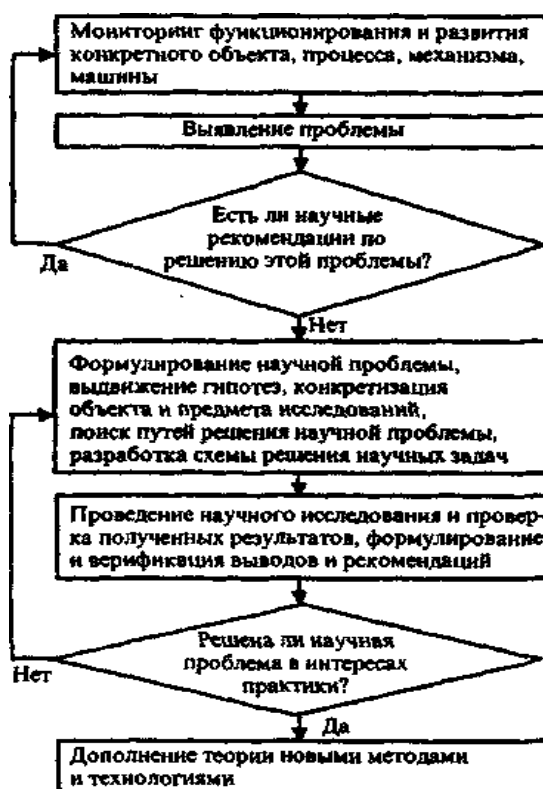 Мониторинг функционирования и развития
конкретного объекта, процесса, механизма,
машины
Выявление проблемы
Есть ли научные
рекомендации по
решению этой проблемы?
Да
Нет
Формулирование научной проблемы,
выдвижение гипотез, конкретизация
объекта и предмета исследований,
поиск путей решения научной проблемы,
разработка схемы решения научных задач
Проведение научного исследования и провер-
ка полученных результатов, формулирование
и верификация выводов и рекомендаций
Решена ли научная
проблема в интересах
практики?
Нет
Да
Дополнение теории новыми методами
и технологиями